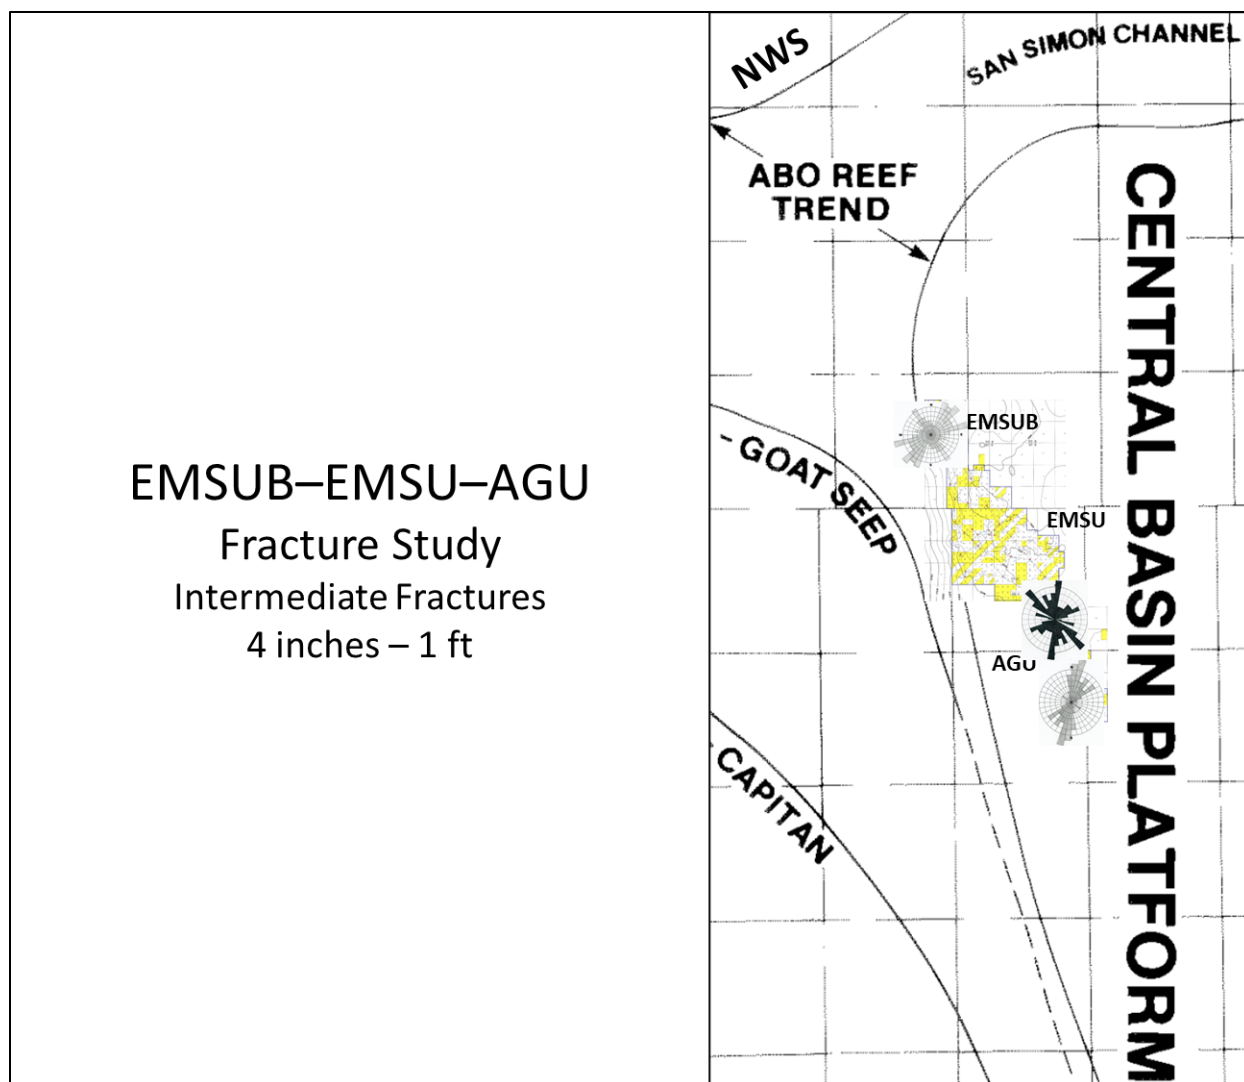 EMSUB–EMSU–AGU
Fracture Study
Intermediate Fractures
4 inches – 1 ft
NWS
SAN SIMON CHANNEL
ABO REEF
TREND
CENTRAL BASIN PLATFORM
EMSUB
GOAT SEEP
EMSU
AGU
CAPITAN